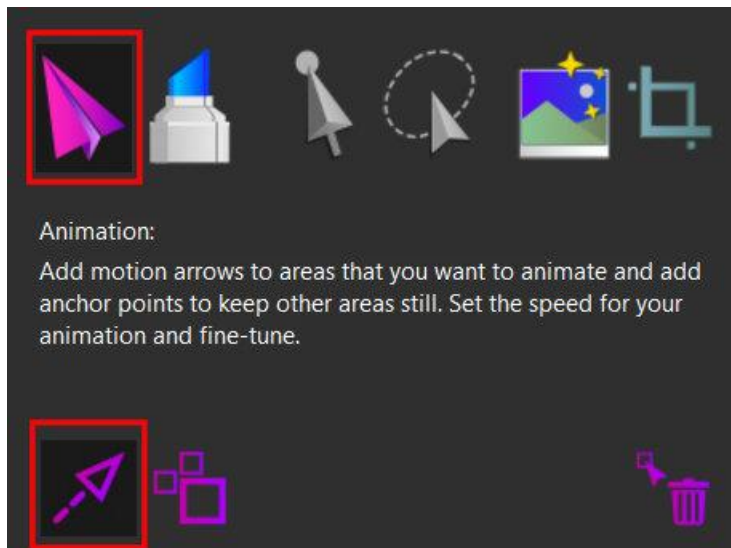 Animation:
Add motion arrows to areas that you want to animate and add
anchor points to keep other areas still. Set the speed for your
animation and fine-tune.